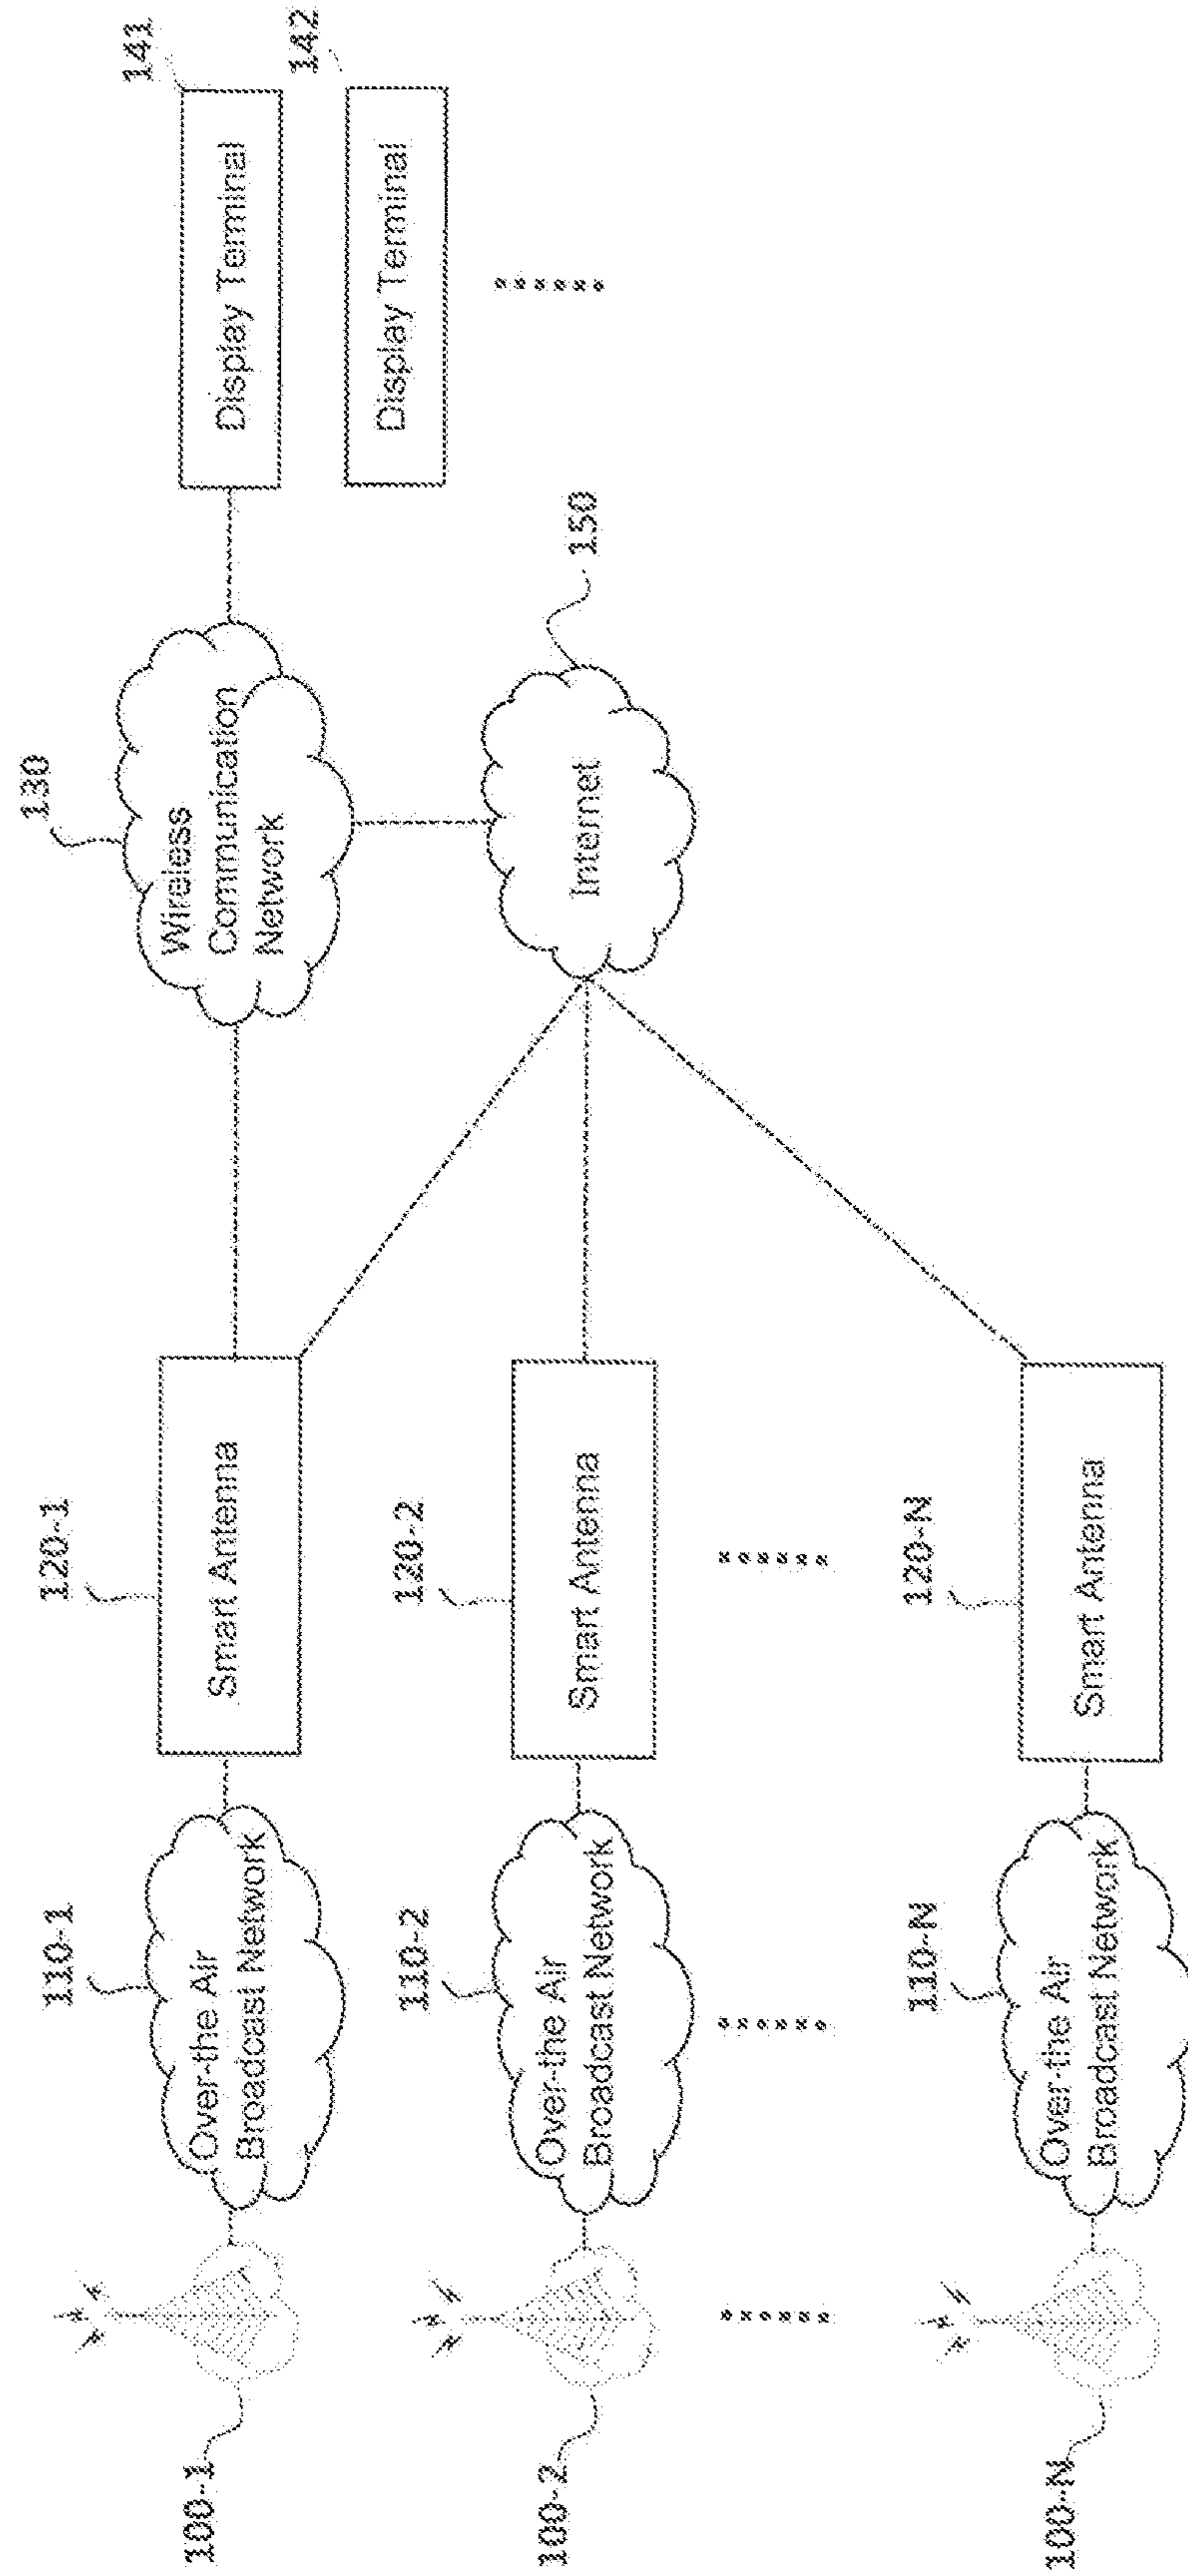 141
Display Terminal
142
Display Terminal
130
Wireless
Communication
Network
150
Internet
120-1
Smart Antenna
120-2
Smart Antenna
120-N
Smart Antenna
110-1
Over-the Air
Broadcast Network
110-2
Over-the Air
Broadcast Network
110-N
Over-the Air
Broadcast Network
100-1
100-2
100-N